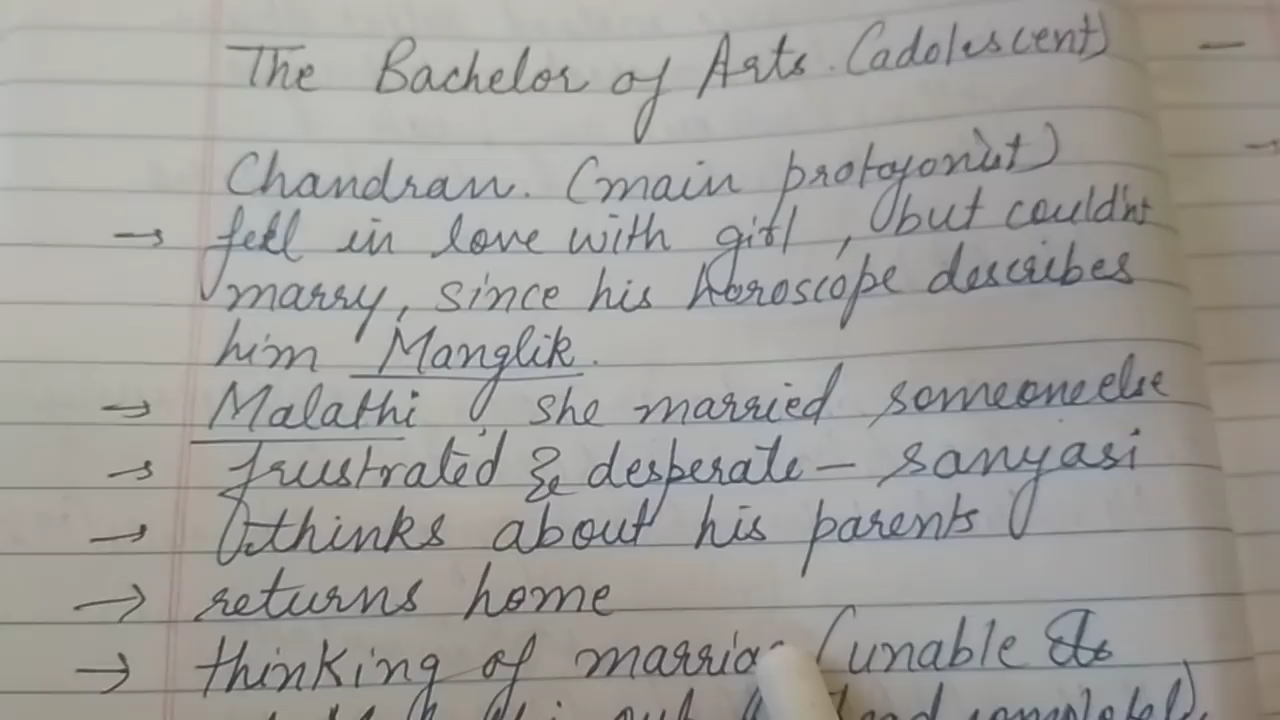 The Bachelor of Arts. (adolescent) -
Chandran. (main protagonist) -
→ fell in love with girl, but couldn't
marry, since his horoscope describes
him Manglik.
→ Malathi, she married someone else
→ frustrated & desperate - sanyasi
→ thinks about his parents
→ returns home
→ thinking of (unable
out